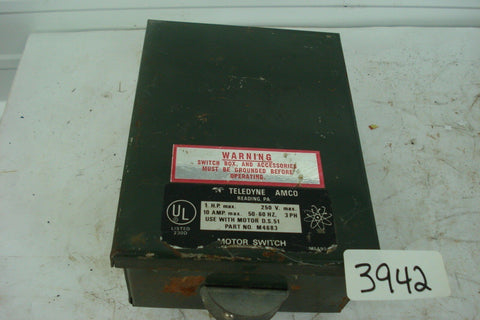 WARNING
SWITCH BOX, AND ACCESSORIES
MUST BE GROUNDED BEFORE
OPERATING.
TELEDYNE AMCO
READING, PA
1 H.P. max. 250 V. max.
10 AMP. max. 50-60 HZ. 3 PH
USE WITH MOTOR D.S.51
PART NO. M4683
UL
LISTED
230D
MOTOR SWITCH
3942